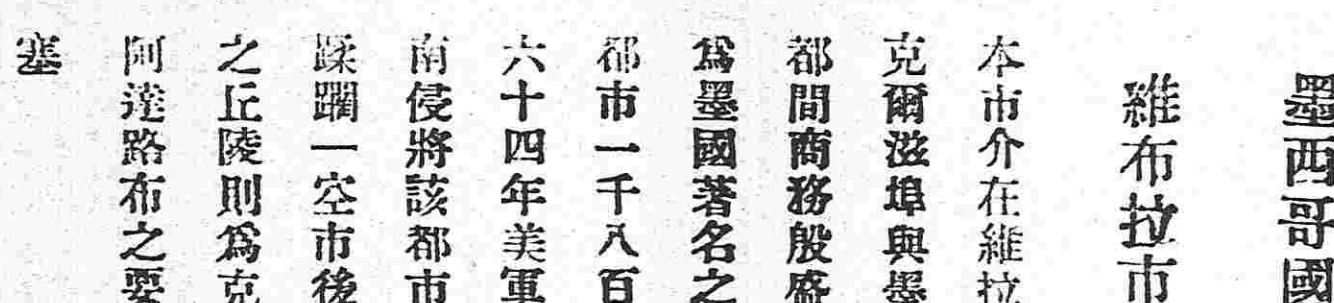 墨西哥國
維布拉市
本市介在維拉
克爾滋埠與墨
都間商務殷盛
爲墨國著名之
都市一千八百
六十四年美軍
南侵將該都市
蹂躙一空市後
之丘陵則爲克
阿達路布之要
塞